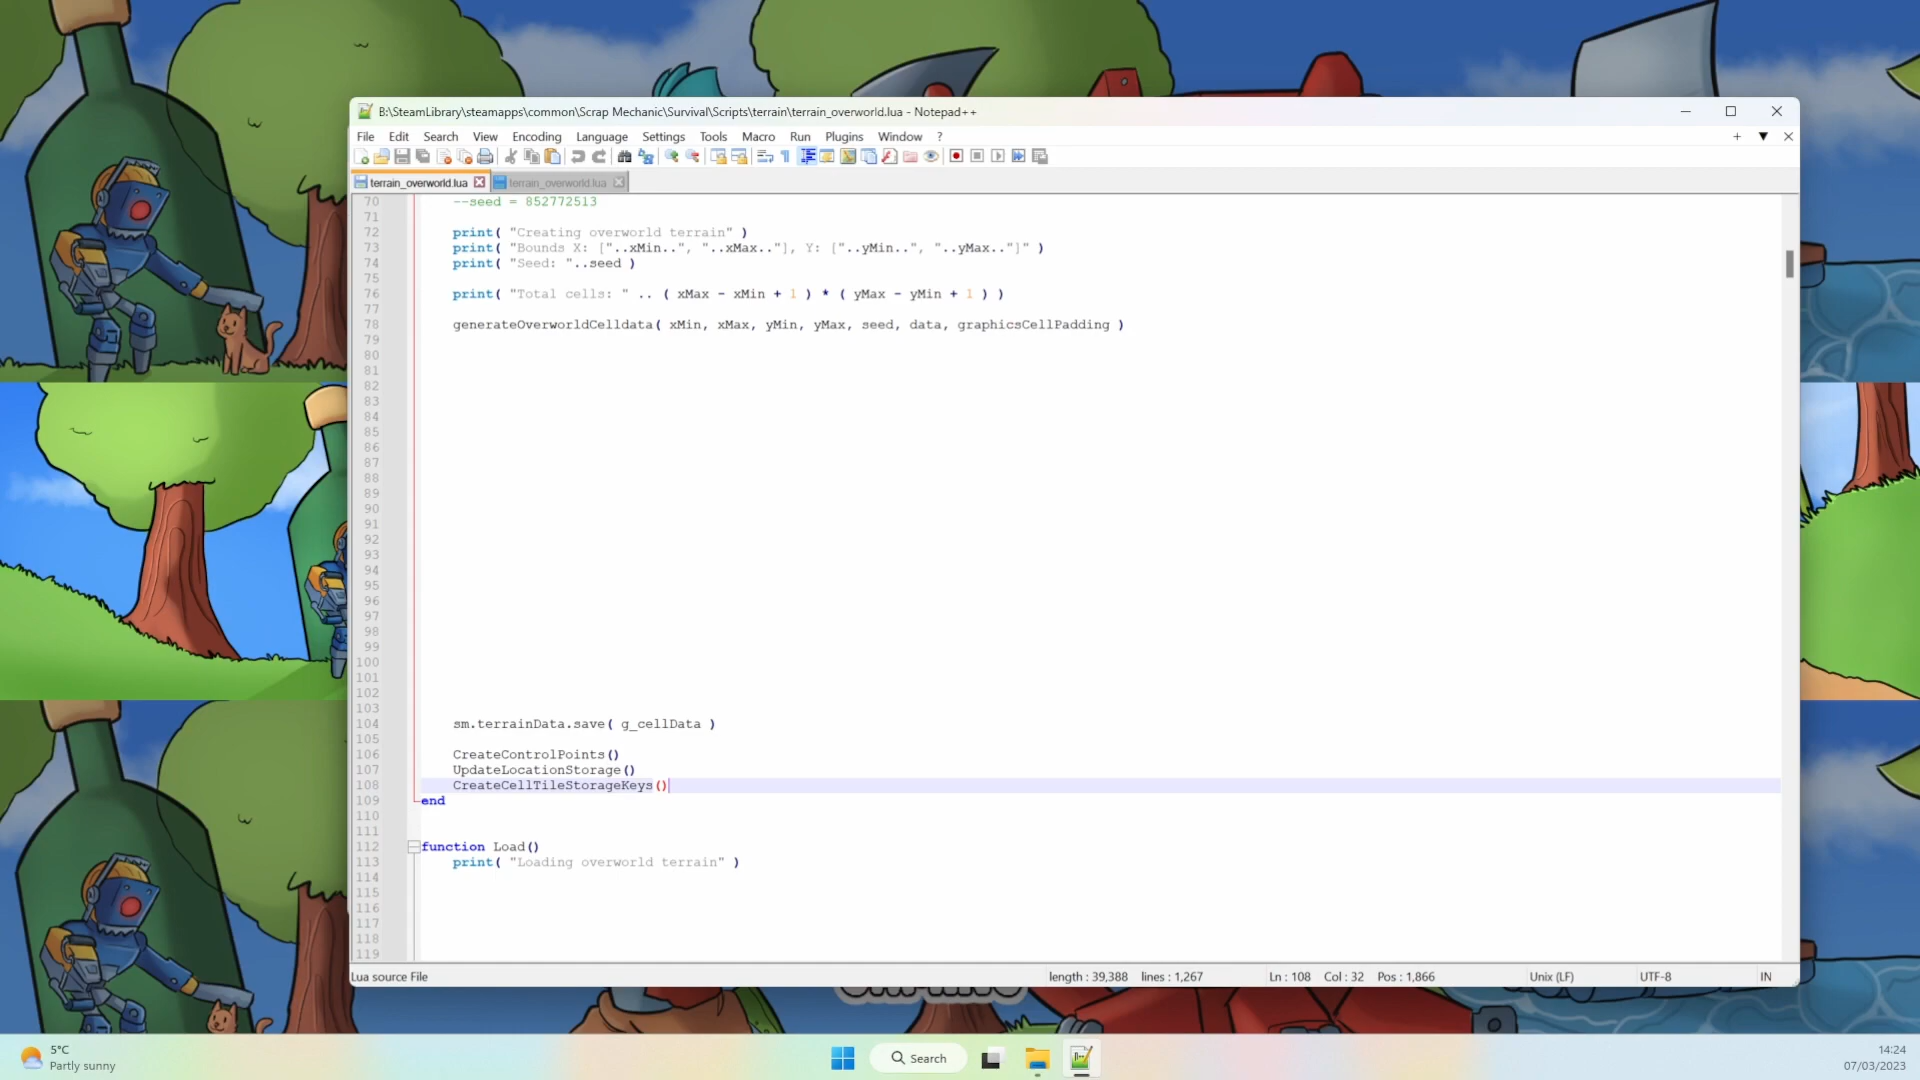 B:\SteamLibrary\steamapps\common\Scrap Mechanic\Survival\Scripts\terrain\terrain_overworld.lua - Notepad++
File Edit Search View Encoding Language Settings Tools Macro Run Plugins Window ?
terrain_overworld.lua terrain_overworld.lua
70 --seed = 852772513
71
72 print( "Creating overworld terrain" )
73 print( "Bounds X: ["..xMin..", "..xMax.."], Y: ["..yMin..", "..yMax.."]" )
74 print( "Seed: "..seed )
75
76 print( "Total cells: " .. ( xMax - xMin + 1 ) * ( yMax - yMin + 1 ) )
77
78 generateOverworldCelldata( xMin, xMax, yMin, yMax, seed, data, graphicsCellPadding )
79
80
81
82
83
84
85
86
87
88
89
90
91
92
93
94
95
96
97
98
99
100
101
102
103
104 sm.terrainData.save( g_cellData )
105
106 CreateControlPoints()
107 UpdateLocationStorage()
108 CreateCellTileStorageKeys()
109 end
110
111
112 function Load()
113 print( "Loading overworld terrain" )
114
115
116
117
118
119
Lua source File length : 39,388 lines : 1,267 Ln : 108 Col : 32 Pos : 1,866 Unix (LF) UTF-8 IN
5°C
Partly sunny
Search
14:24
07/03/2023